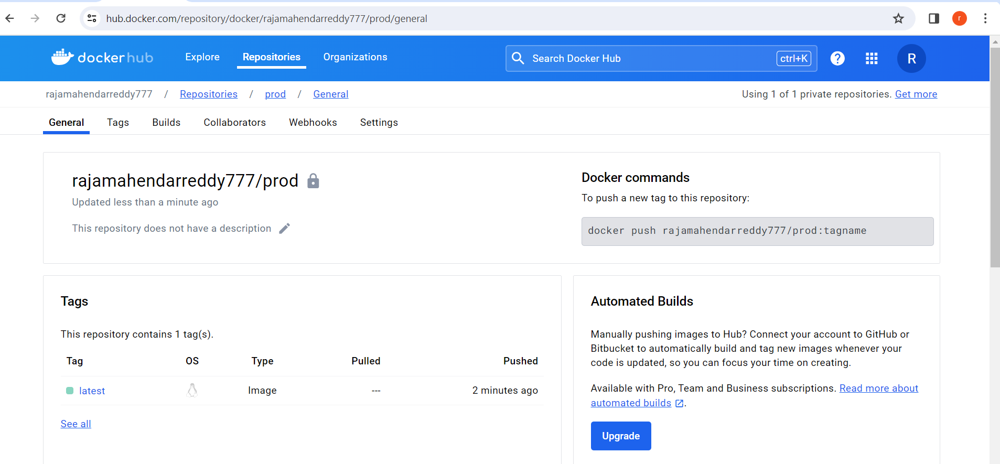 hub.docker.com/repository/docker/rajamahendarreddy777/prod/general
r
dockerhub
Explore
Repositories
Organizations
Search Docker Hub
ctrl+K
?
R
rajamahendarreddy777 / Repositories / prod / General
Using 1 of 1 private repositories. Get more
General
Tags
Builds
Collaborators
Webhooks
Settings
rajamahendarreddy777/prod
Updated less than a minute ago
This repository does not have a description
Docker commands
To push a new tag to this repository:
docker push rajamahendarreddy777/prod:tagname
Tags
This repository contains 1 tag(s).
Tag OS Type Pulled Pushed
latest Image --- 2 minutes ago
See all
Automated Builds
Manually pushing images to Hub? Connect your account to GitHub or
Bitbucket to automatically build and tag new images whenever your
code is updated, so you can focus your time on creating.
Available with Pro, Team and Business subscriptions. Read more about
automated builds .
Upgrade